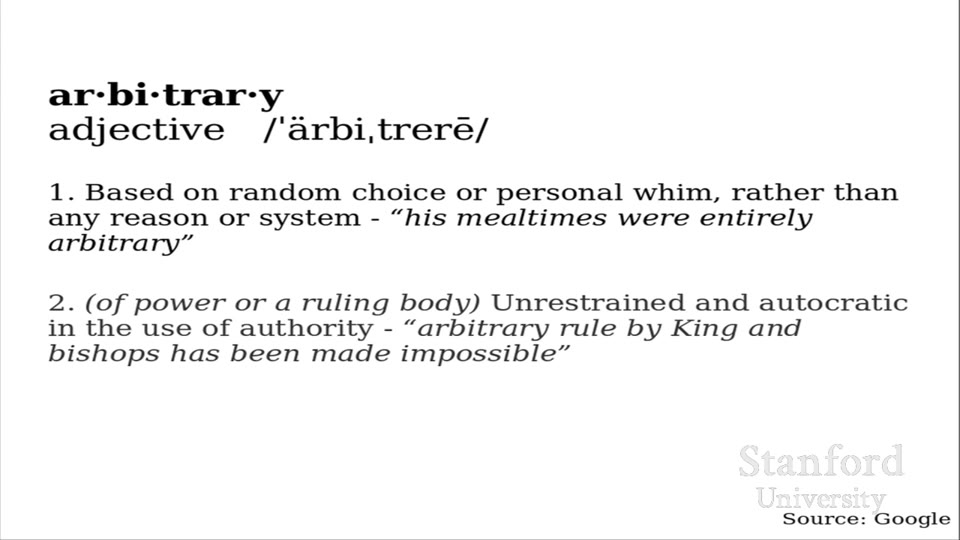 ar·bi·trar·y
adjective /ˈärbiˌtrerē/
1. Based on random choice or personal whim, rather than
any reason or system - “his mealtimes were entirely
arbitrary”
2. (of power or a ruling body) Unrestrained and autocratic
in the use of authority - “arbitrary rule by King and
bishops has been made impossible”
Stanford
University
Source: Google